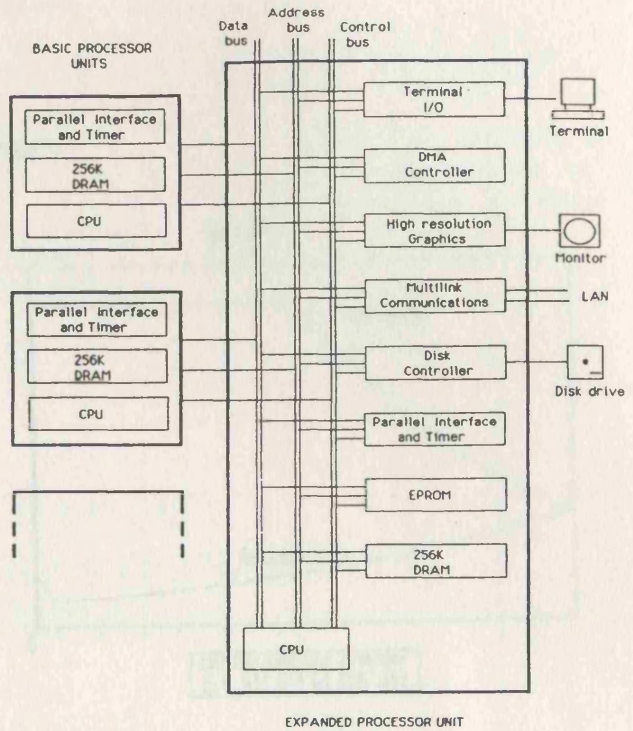 Data
bus
Address
bus
Control
bus
BASIC PROCESSOR
UNITS
Parallel Interface
and Timer
256K
DRAM
CPU
Parallel Interface
and Timer
256K
DRAM
CPU
Terminal
I/O
Terminal
DMA
Controller
High resolution
Graphics
Monitor
Multilink
Communications
LAN
Disk
Controller
Disk drive
Parallel Interface
and Timer
EPROM
256K
DRAM
CPU
EXPANDED PROCESSOR UNIT